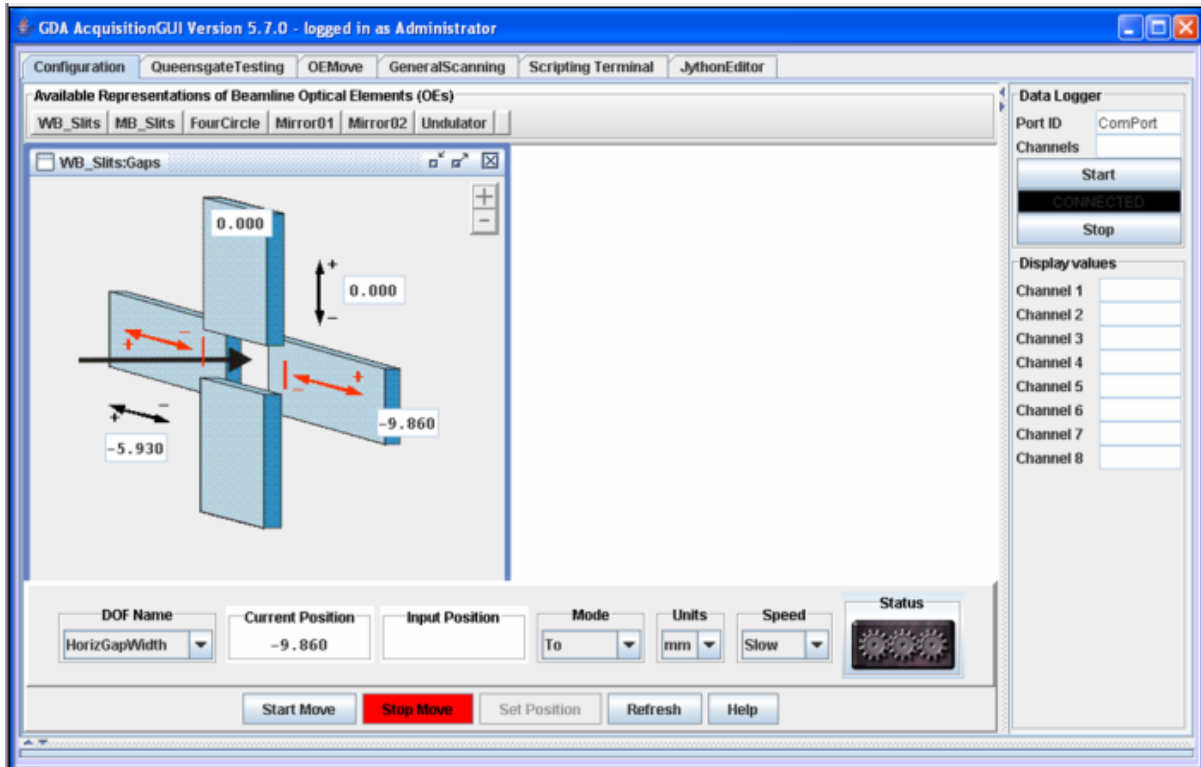 GDA AcquisitionGUI Version 5.7.0 - logged in as Administrator
Configuration QueensgateTesting OEMove GeneralScanning Scripting Terminal JythonEditor
Available Representations of Beamline Optical Elements (OEs)
WB_Slits MB_Slits FourCircle Mirror01 Mirror02 Undulator
WB_Slits:Gaps
+
−
0.000
+
0.000
−
− +
+ −
+ −
-9.860
-5.930
DOF Name
HorizGapWidth
Current Position
-9.860
Input Position
Mode
To
Units
mm
Speed
Slow
Status
Start Move Stop Move Set Position Refresh Help
Data Logger
Port ID ComPort
Channels
Start
CONNECTED
Stop
Display values
Channel 1
Channel 2
Channel 3
Channel 4
Channel 5
Channel 6
Channel 7
Channel 8